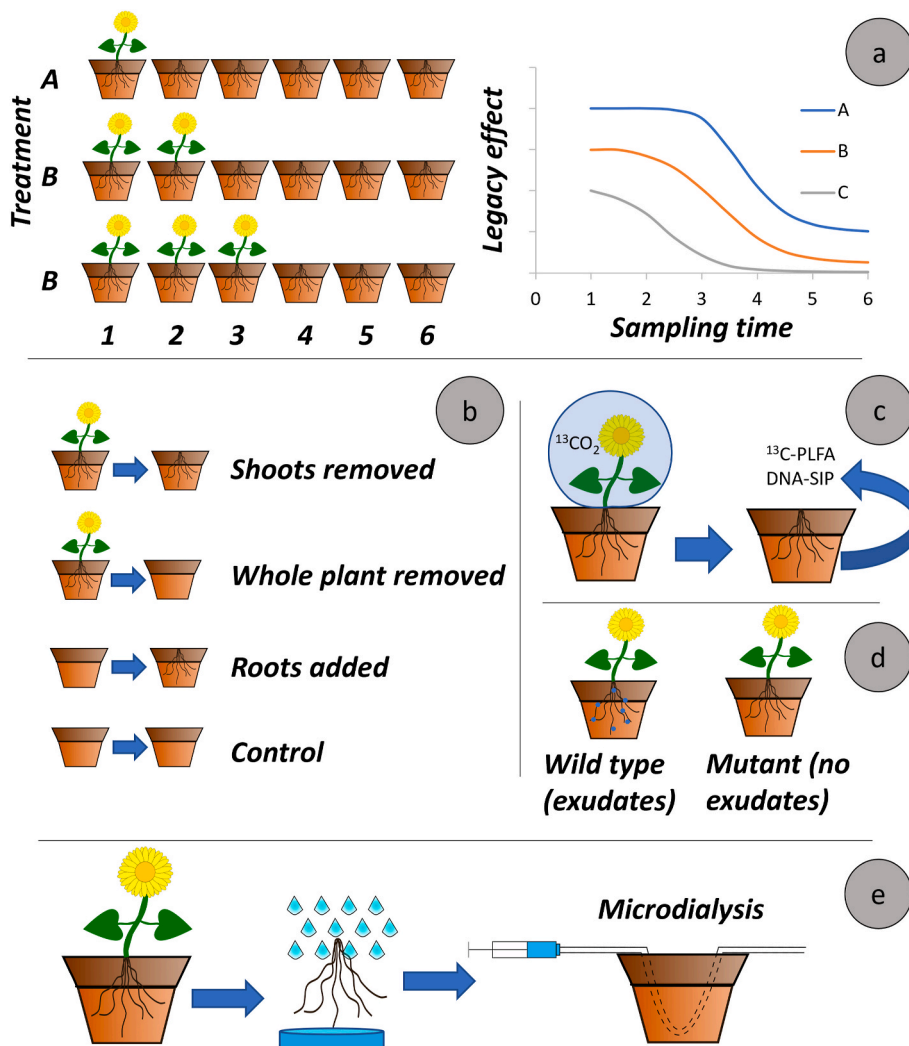 a
Treatment
A
B
B
1 2 3 4 5 6
Legacy effect
A
B
C
0 1 2 3 4 5 6
Sampling time
b
Shoots removed
Whole plant removed
Roots added
Control
c
¹³CO₂
¹³C-PLFA
DNA-SIP
d
Wild type
(exudates)
Mutant (no
exudates)
e
Microdialysis